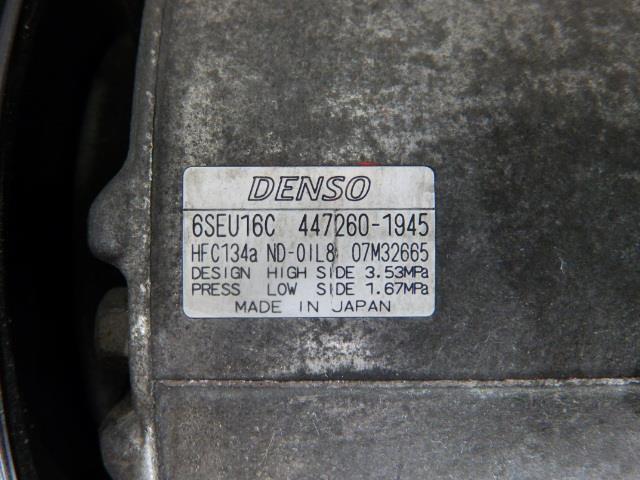 DENSO
6SEU16C 447260-1945
HFC134a ND-OIL8 07M32665
DESIGN HIGH SIDE 3.53MPa
PRESS LOW SIDE 1.67MPa
MADE IN JAPAN